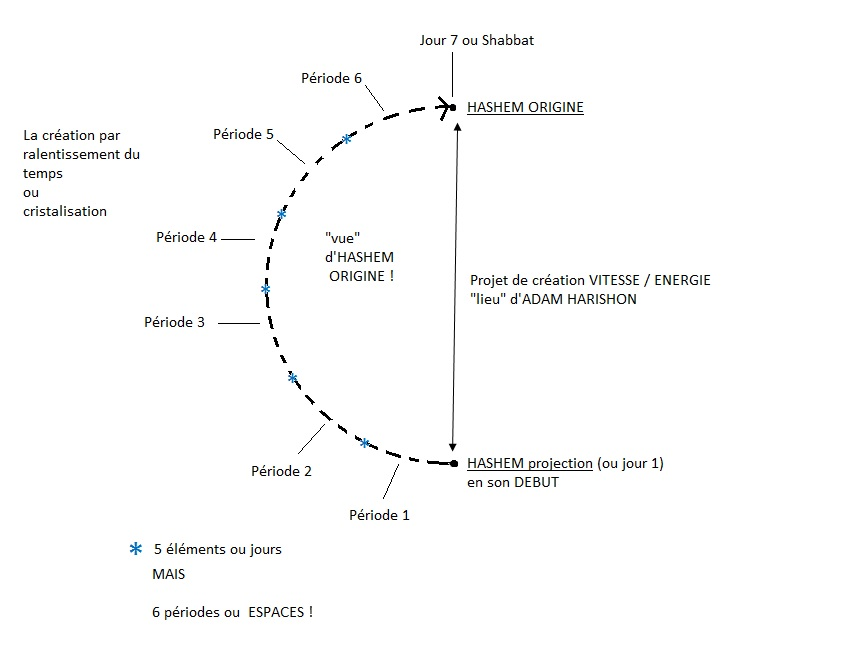 Jour 7 ou Shabbat
Période 6
HASHEM ORIGINE
La création par
ralentissement du
temps
ou
cristalisation
Période 5
Période 4
"vue"
d'HASHEM
ORIGINE !
Projet de création VITESSE / ENERGIE
"lieu" d'ADAM HARISHON
Période 3
HASHEM projection (ou jour 1)
en son DEBUT
Période 2
Période 1
* 5 éléments ou jours
MAIS
6 périodes ou ESPACES !